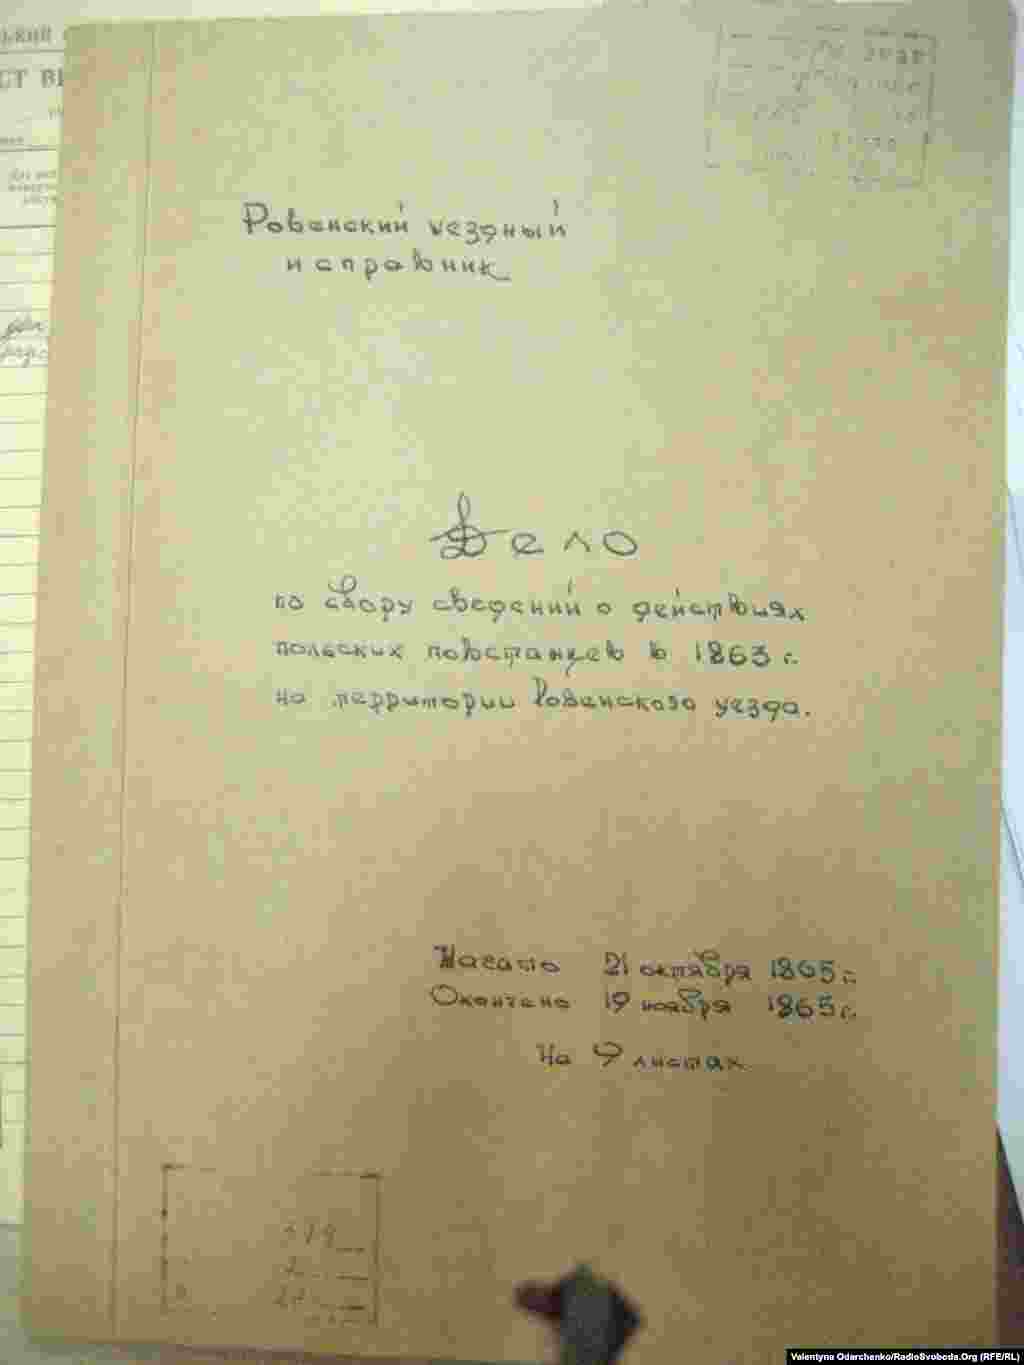 Ровенский уездный
исправник
Дело
по сбору сведений о действиях
польских повстанцев в 1863 г.
на территории Ровенского уезда.
Начато 21 октября 1865 г.
Окончено 19 ноября 1865 г.
На 9 листах
Valentyna Odarchenko/RadioSvoboda.Org (RFE/RL)